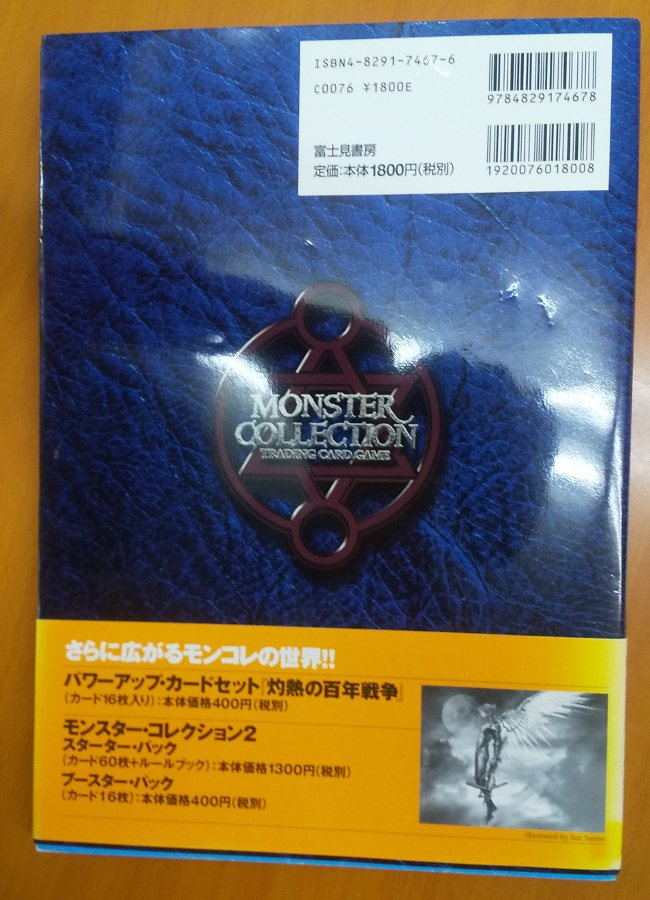 ISBN4-8291-7467-6
C0076 ¥1800E
9784829174678
富士見書房
定価:本体1800円(税別)
1920076018008
MONSTER
COLLECTION
TRADING CARD GAME
さらに広がるモンコレの世界!!
パワーアップ・カードセット『灼熱の百年戦争』
(カード16枚入り):本体価格400円(税別)
モンスター・コレクション2
スターター・パック
(カード60枚+ルールブック):本体価格1300円(税別)
ブースター・パック
(カード16枚):本体価格400円(税別)
illustrated by Jun